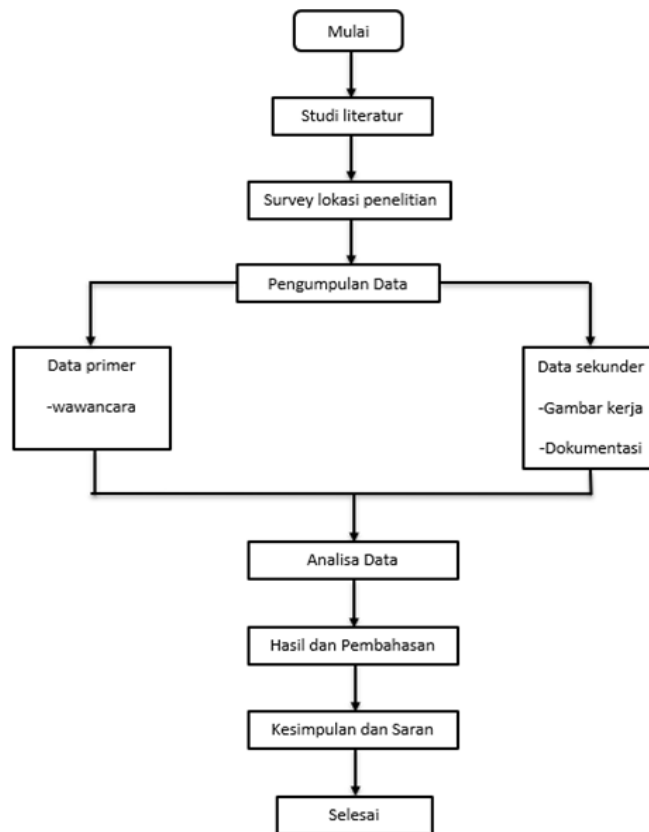 Mulai
Studi literatur
Survey lokasi penelitian
Pengumpulan Data
Data primer
-wawancara
Data sekunder
-Gambar kerja
-Dokumentasi
Analisa Data
Hasil dan Pembahasan
Kesimpulan dan Saran
Selesai